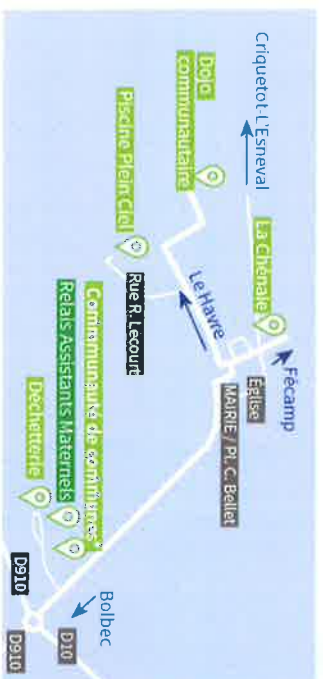 Criquetot-L'Esneval
Fécamp
La Chênaie
Église
MAIRIE / Pl. C. Bellet
Le Havre
Dojo
communautaire
Piscine Plein Ciel
Rue R. Lecourt
Communauté de communes
Relais Assistants Maternels
Déchetterie
Bolbec
D10
D910
D910